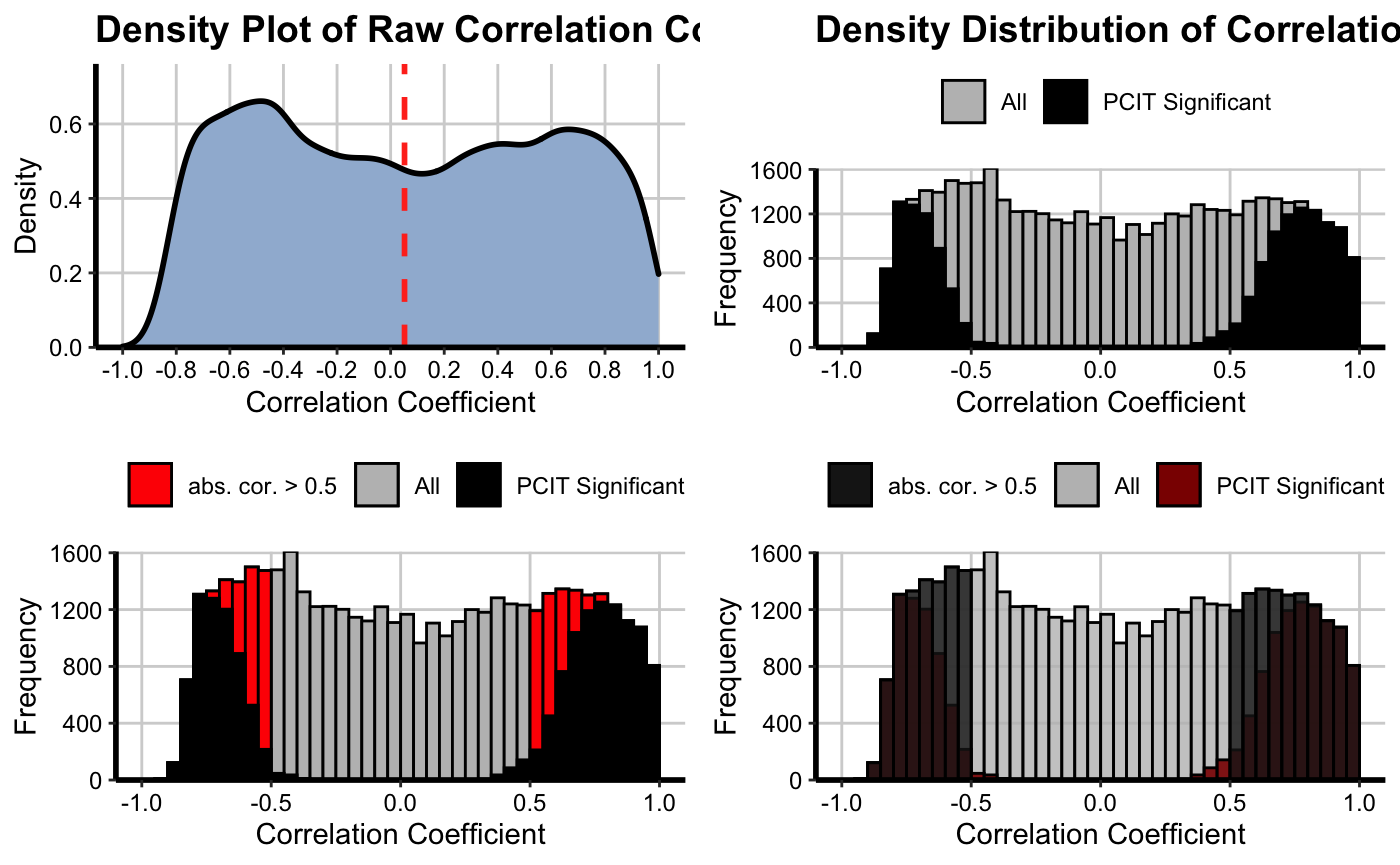 Density Plot of Raw Correlation Co
Density
0.6
0.4
0.2
0.0
-1.0 -0.8 -0.6 -0.4 -0.2 0.0 0.2 0.4 0.6 0.8 1.0
Correlation Coefficient
Density Distribution of Correlatio
All PCIT Significant
Frequency
1600
1200
800
400
0
-1.0 -0.5 0.0 0.5 1.0
Correlation Coefficient
abs. cor. > 0.5 All PCIT Significant
Frequency
1600
1200
800
400
0
-1.0 -0.5 0.0 0.5 1.0
Correlation Coefficient
abs. cor. > 0.5 All PCIT Significant
Frequency
1600
1200
800
400
0
-1.0 -0.5 0.0 0.5 1.0
Correlation Coefficient